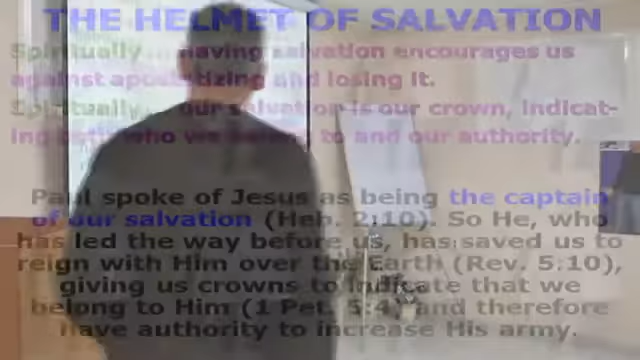 THE HELMET OF SALVATION
Spiritually... having salvation encourages us
against apostatizing and losing it.
Spiritually... our salvation is our crown, indicat-
ing both who we belong to and our authority.
Paul spoke of Jesus as being the captain
of our salvation (Heb. 2:10). So He, who
has led the way before us, has saved us to
reign with Him over the Earth (Rev. 5:10),
giving us crowns to indicate that we
belong to Him (1 Pet. 5:4) and therefore
have authority to increase His army.